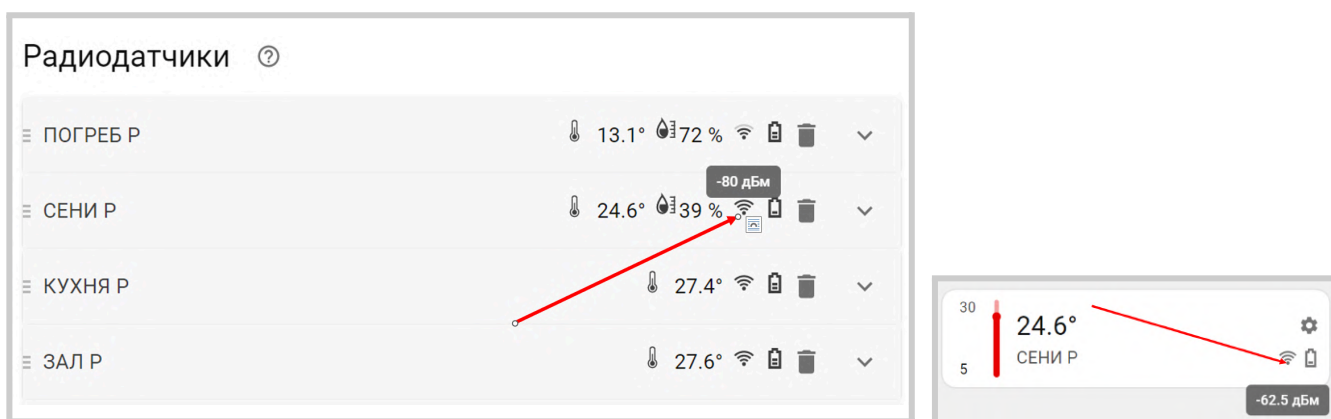 Радиодатчики
ПОГРЕБ Р 13.1° 72 %
-80 дБм
СЕНИ Р 24.6° 39 %
КУХНЯ Р 27.4°
ЗАЛ Р 27.6°
30
24.6°
СЕНИ Р
5
-62.5 дБм